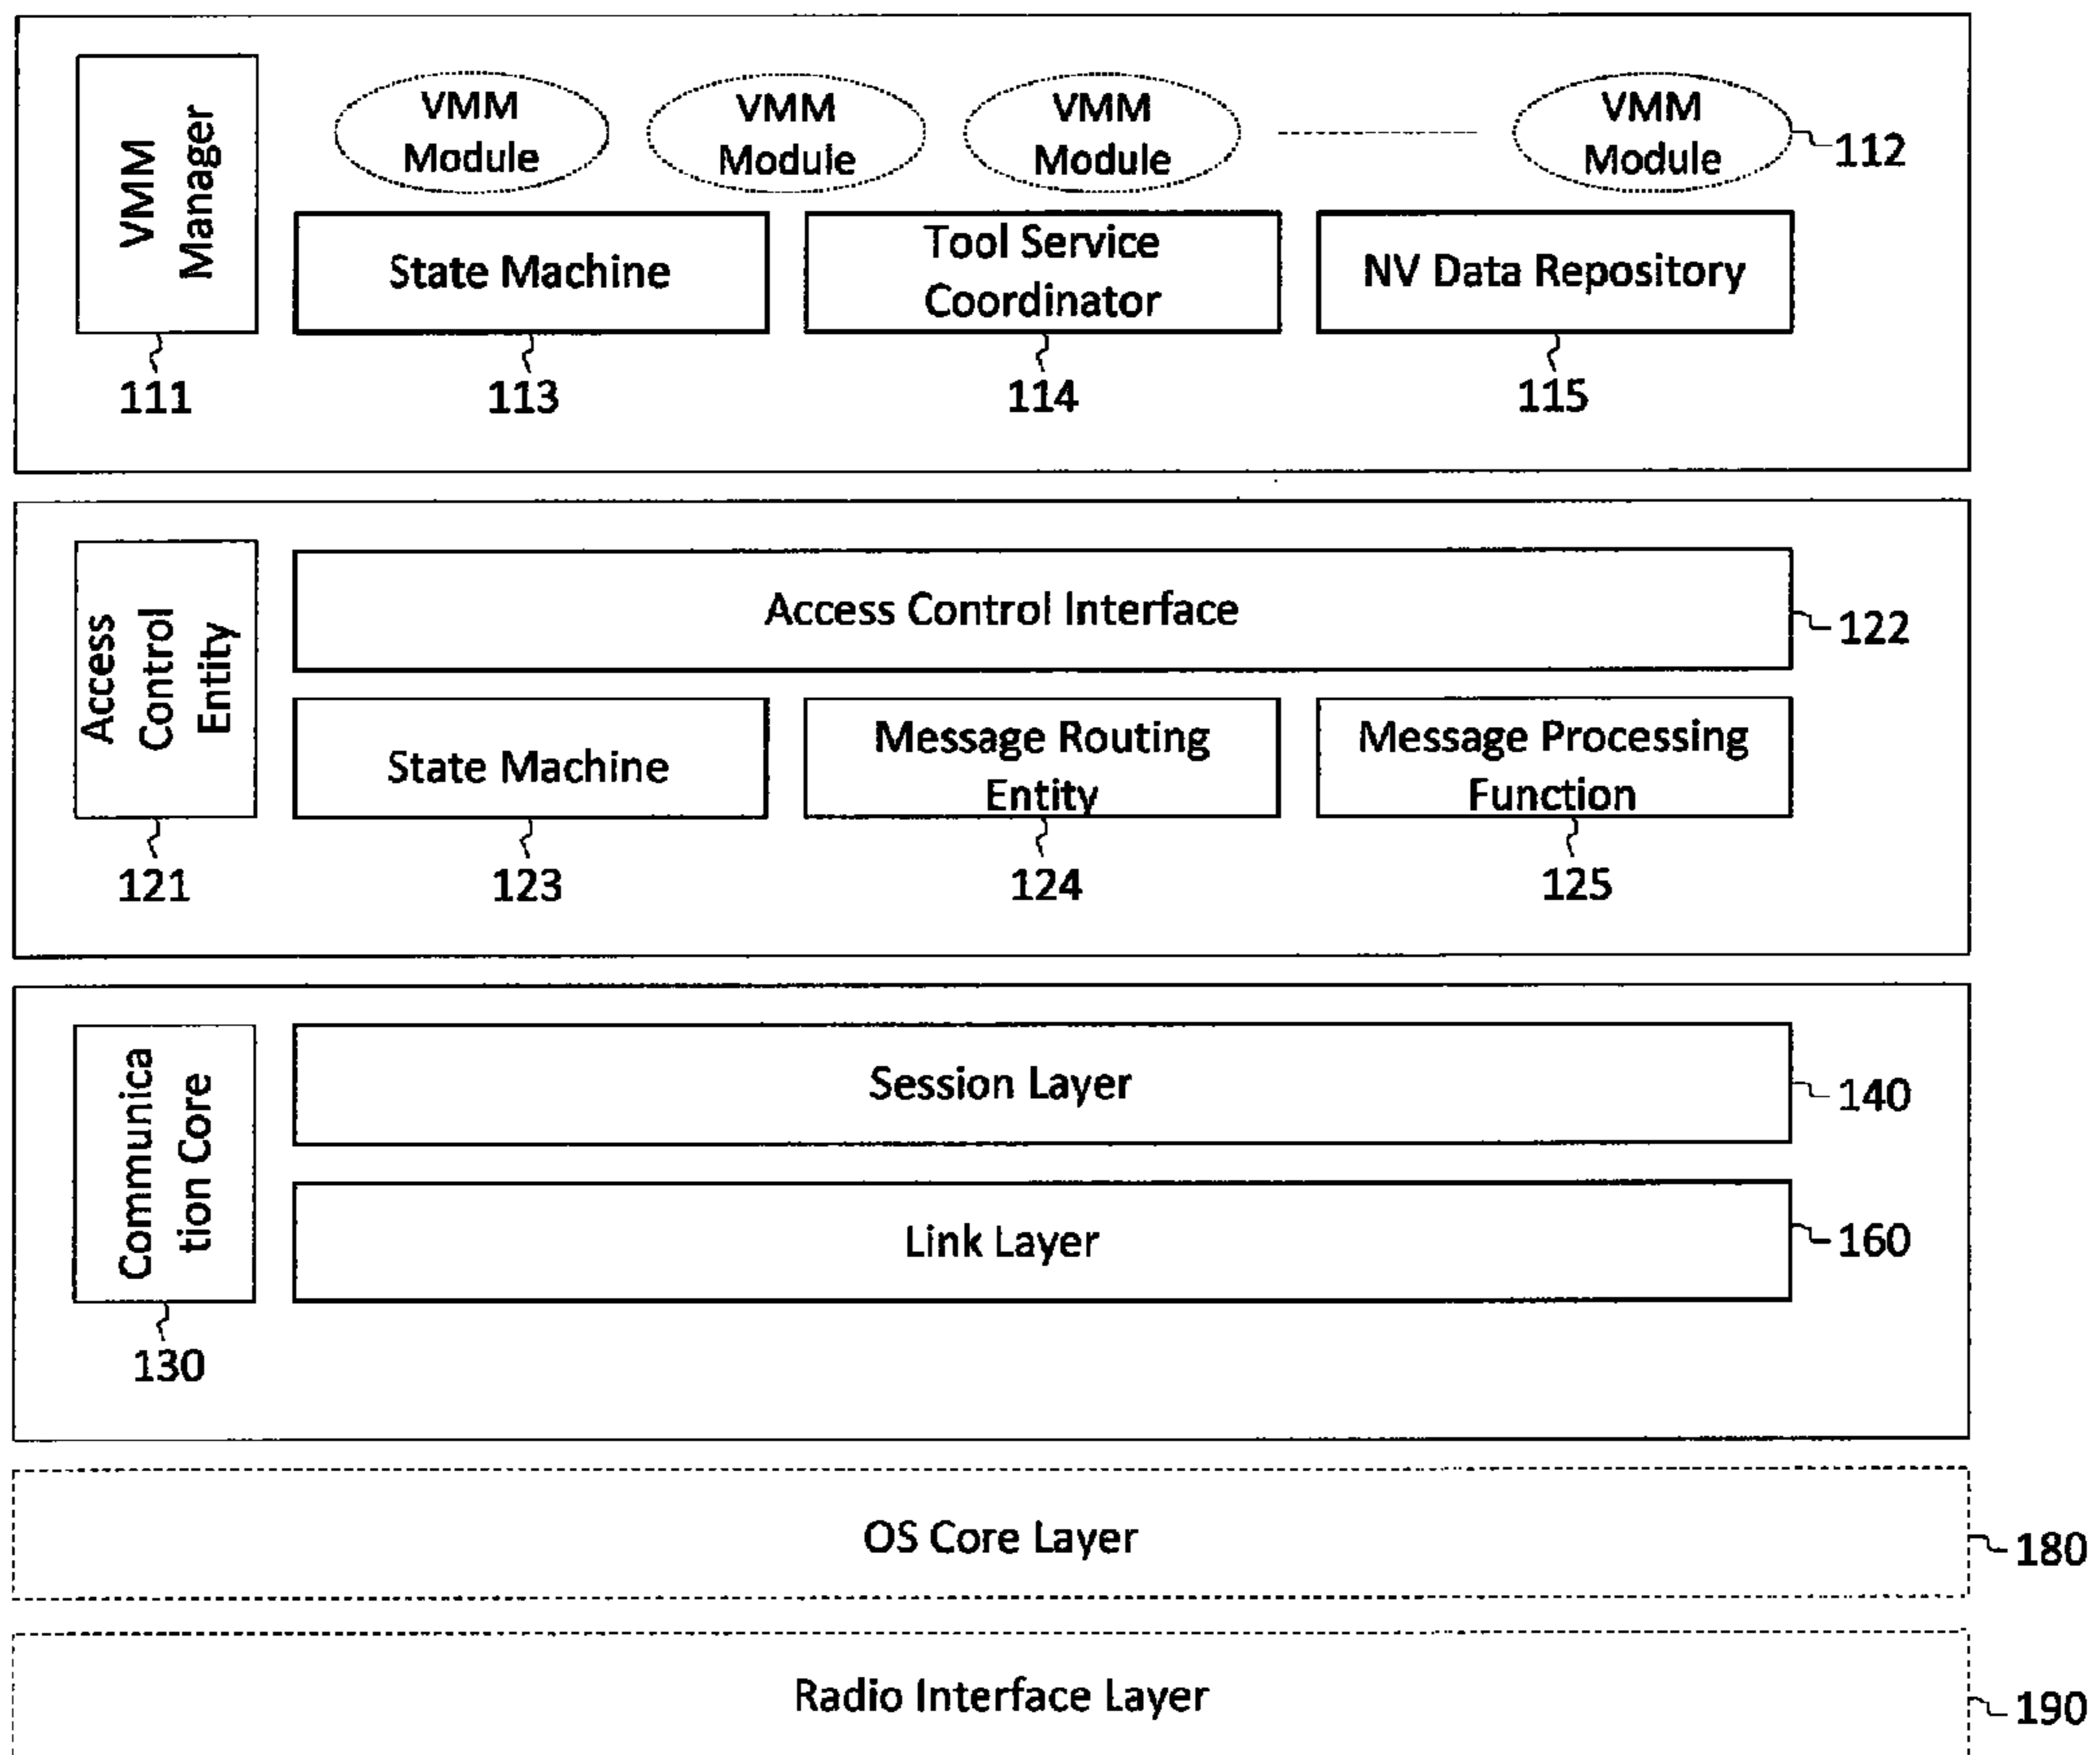 VMM
Manager
VMM
Module
VMM
Module
VMM
Module
VMM
Module
112
State Machine
Tool Service
Coordinator
NV Data Repository
111
113
114
115
Access
Control
Entity
Access Control Interface
122
State Machine
Message Routing
Entity
Message Processing
Function
121
123
124
125
Communica
tion Core
Session Layer
140
Link Layer
160
130
OS Core Layer
180
Radio Interface Layer
190